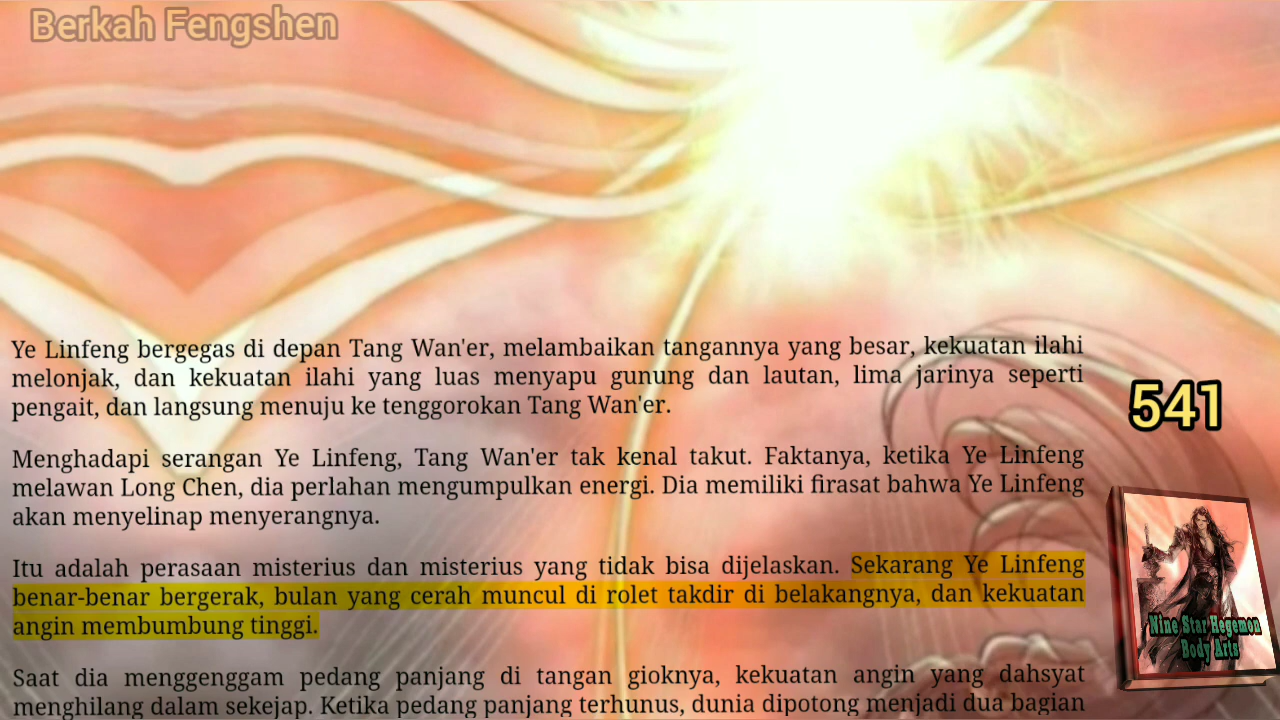 Berkah Fengshen
Ye Linfeng bergegas di depan Tang Wan'er, melambaikan tangannya yang besar, kekuatan ilahi
melonjak, dan kekuatan ilahi yang luas menyapu gunung dan lautan, lima jarinya seperti
pengait, dan langsung menuju ke tenggorokan Tang Wan'er.
Menghadapi serangan Ye Linfeng, Tang Wan'er tak kenal takut. Faktanya, ketika Ye Linfeng
melawan Long Chen, dia perlahan mengumpulkan energi. Dia memiliki firasat bahwa Ye Linfeng
akan menyelinap menyerangnya.
Itu adalah perasaan misterius dan misterius yang tidak bisa dijelaskan. Sekarang Ye Linfeng
benar-benar bergerak, bulan yang cerah muncul di rolet takdir di belakangnya, dan kekuatan
angin membumbung tinggi.
Saat dia menggenggam pedang panjang di tangan gioknya, kekuatan angin yang dahsyat
menghilang dalam sekejap. Ketika pedang panjang terhunus, dunia dipotong menjadi dua bagian
541
Nine Star Hegemon
Body Arts